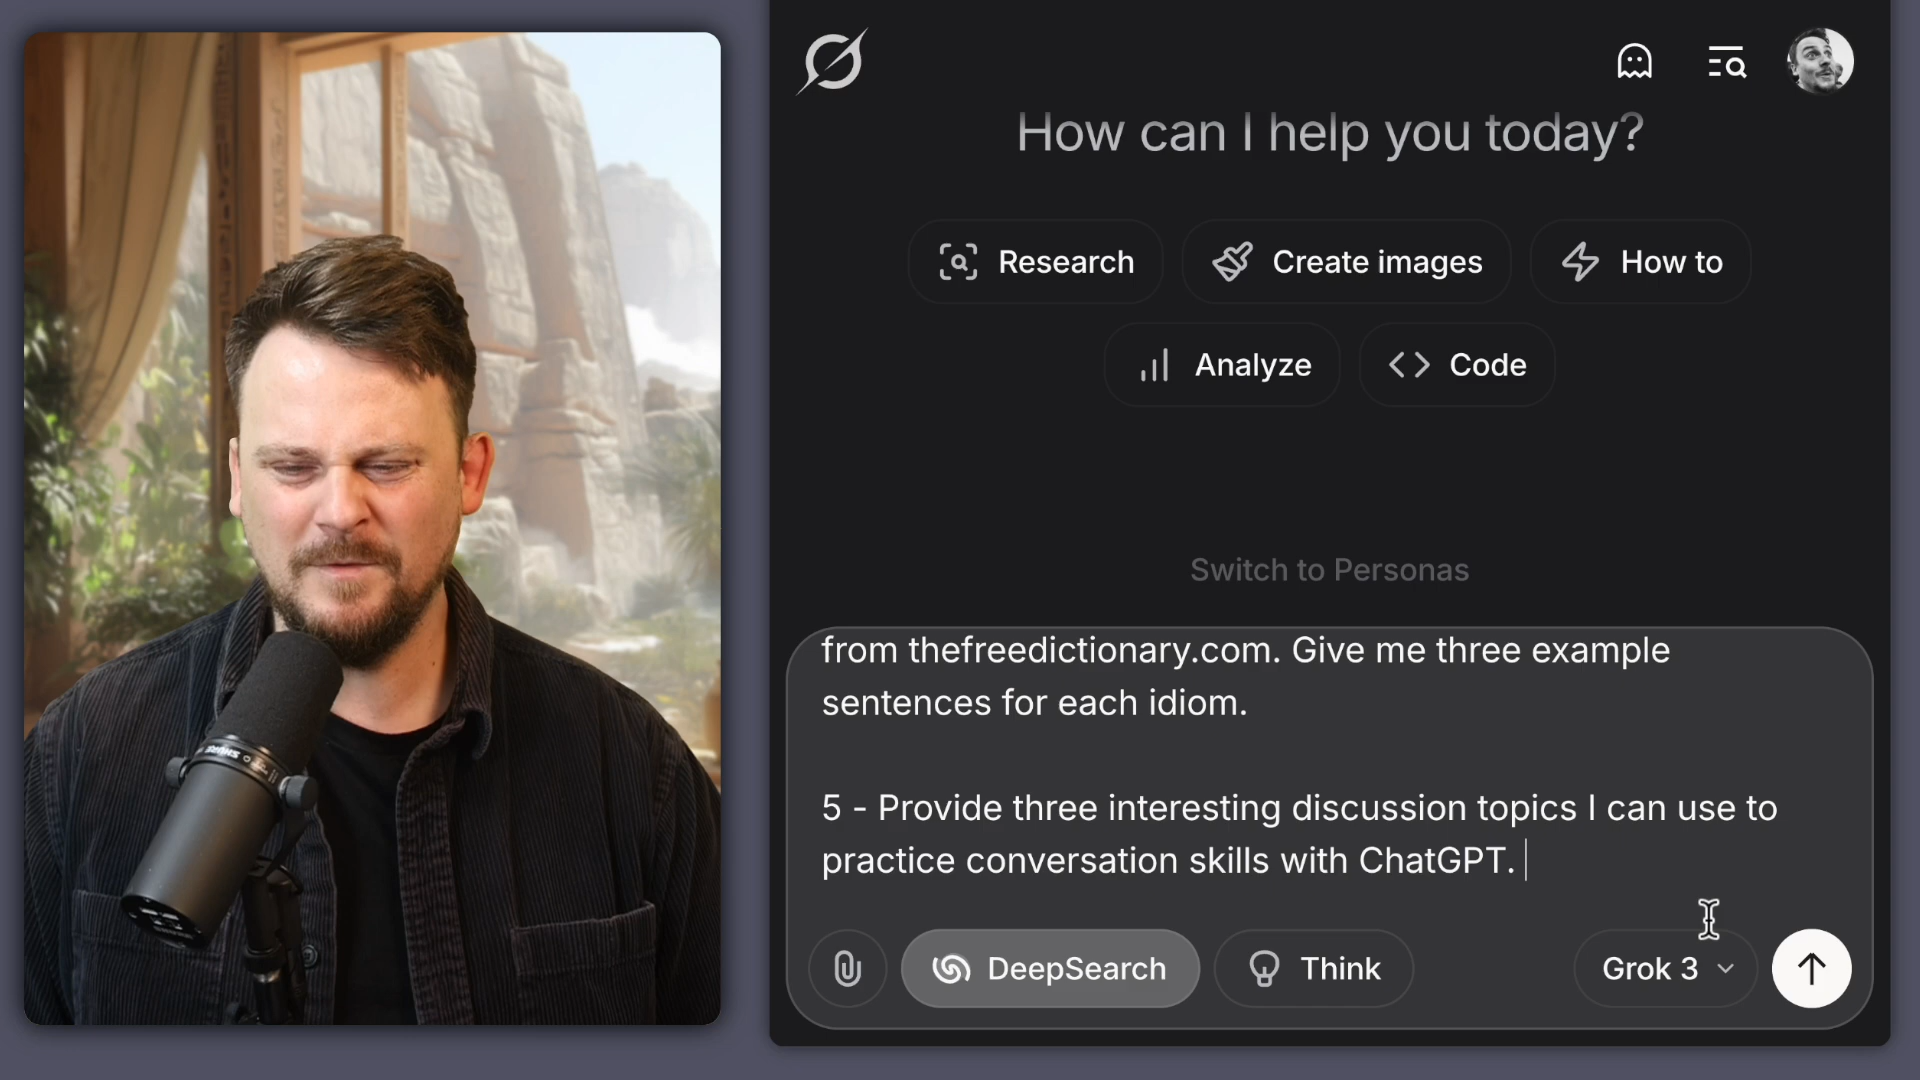 How can I help you today?
Research
Create images
How to
Analyze
Code
Switch to Personas
from thefreedictionary.com. Give me three example
sentences for each idiom.
5 - Provide three interesting discussion topics I can use to
practice conversation skills with ChatGPT.
DeepSearch
Think
Grok 3
SHURE